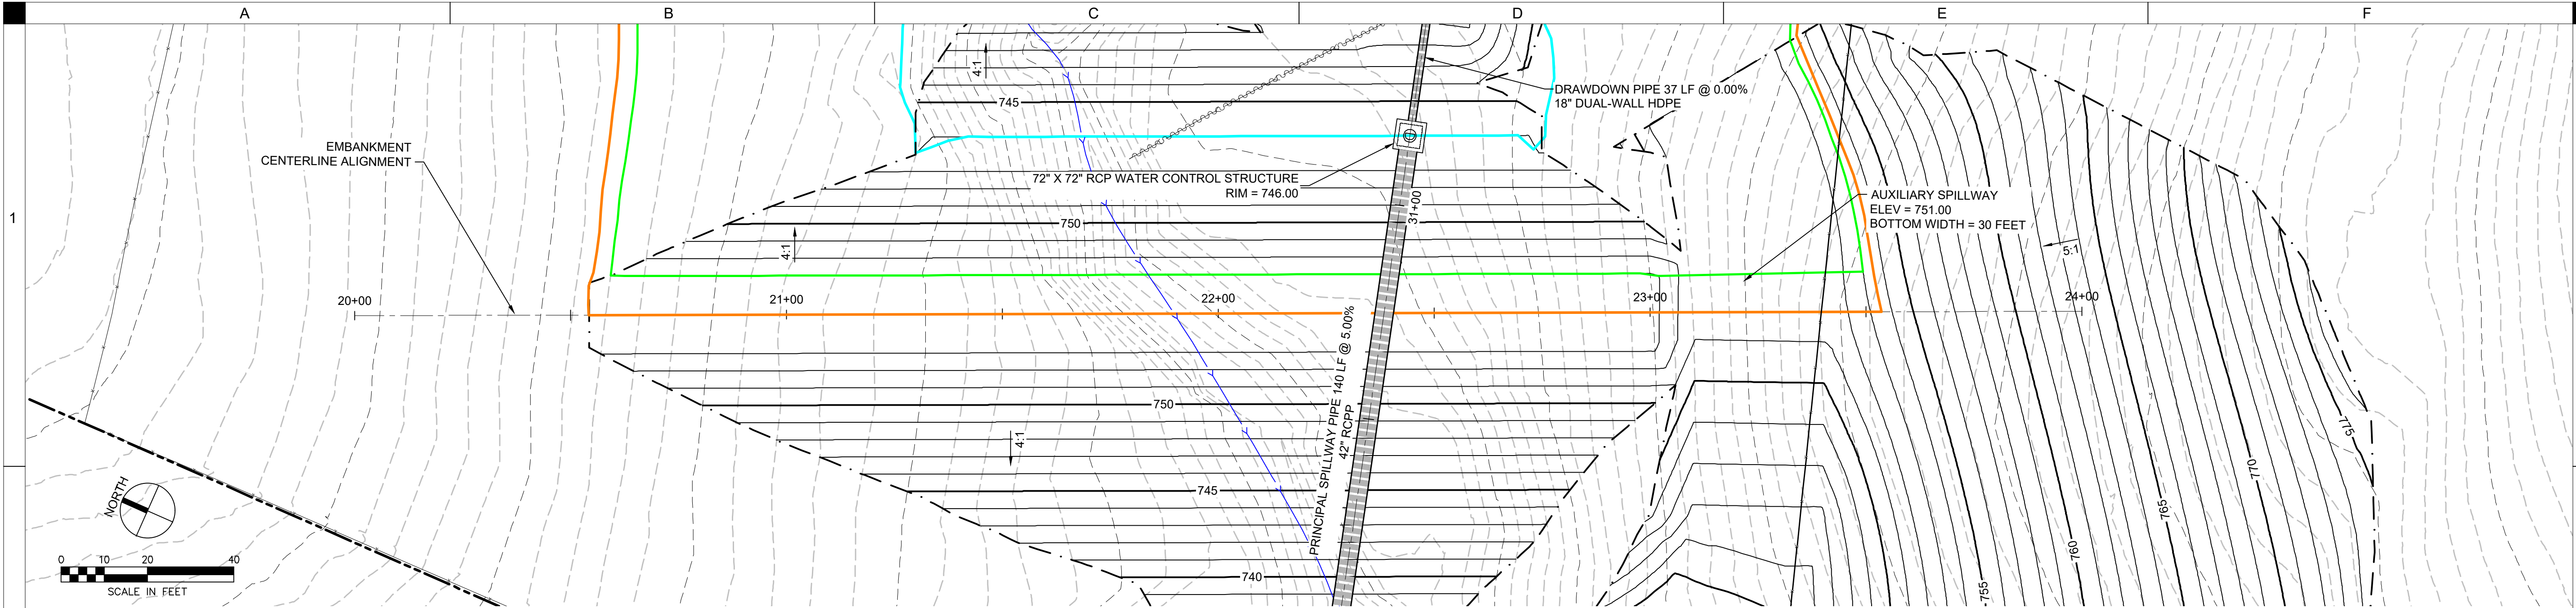 A
B
C
D
E
F
4:1
745
DRAWDOWN PIPE 37 LF @ 0.00%
18" DUAL-WALL HDPE
EMBANKMENT
CENTERLINE ALIGNMENT
72" X 72" RCP WATER CONTROL STRUCTURE
RIM = 746.00
31+00
AUXILIARY SPILLWAY
ELEV = 751.00
BOTTOM WIDTH = 30 FEET
1
750
4:1
5:1
20+00
21+00
22+00
23+00
24+00
PRINCIPAL SPILLWAY PIPE 140 LF @ 5.00%
42" RCPP
750
4:1
745
740
775
770
765
760
755
NORTH
0 10 20 40
SCALE IN FEET